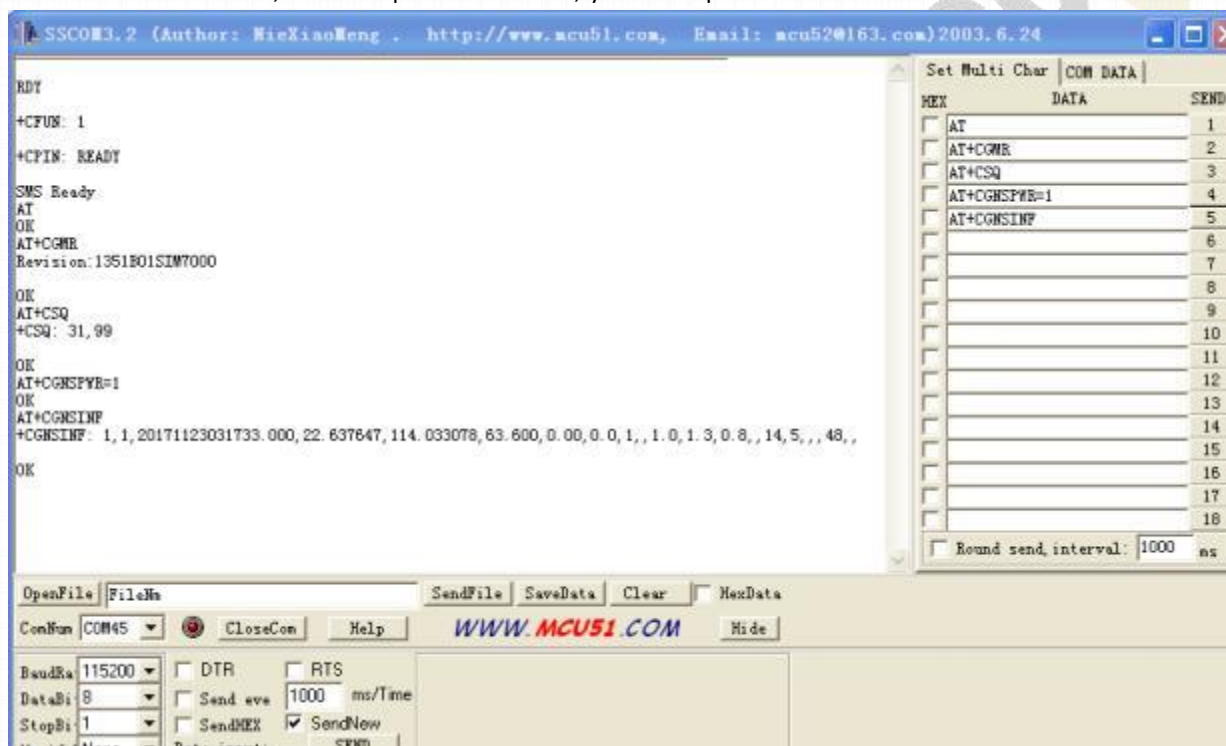 SSCOM3.2 (Author: NieXiaoMeng . http://www.mcu51.com, Email: mcu52@163.com)2003.6.24
RDY
+CFUN: 1
+CPIN: READY
SMS Ready
AT
OK
AT+CGMR
Revision:1351B01SIM7000
OK
AT+CSQ
+CSQ: 31,99
OK
AT+CGNSPWR=1
OK
AT+CGNSINF
+CGNSINF: 1,1,20171123031733.000,22.637647,114.033078,63.600,0.00,0.0,1,,1.0,1.3,0.8,,14,5,,,48,,
OK
Set Multi Char COM DATA
HEX DATA SEND
AT 1
AT+CGMR 2
AT+CSQ 3
AT+CGNSPWR=1 4
AT+CGNSINF 5
6
7
8
9
10
11
12
13
14
15
16
17
18
Round send, interval: 1000 ms
OpenFile FileNm SendFile SaveData Clear HexData
ComNum COM45 CloseCom Help WWW.MCU51.COM Hide
BaudRa 115200 DTR RTS
DataBi 8 Send eve 1000 ms/Time
StopBi 1 SendHEX SendNew
None SEND